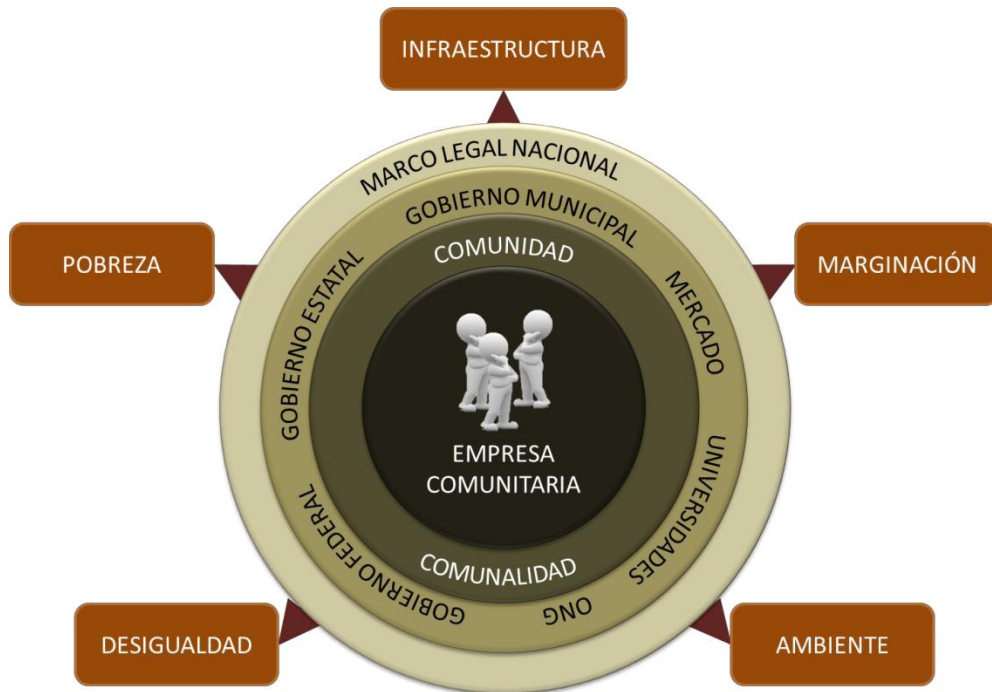 INFRAESTRUCTURA
MARCO LEGAL NACIONAL
GOBIERNO MUNICIPAL
POBREZA
COMUNIDAD
MARGINACIÓN
GOBIERNO ESTATAL
MERCADO
EMPRESA
COMUNITARIA
UNIVERSIDADES
GOBIERNO FEDERAL
COMUNALIDAD
ONG
DESIGUALDAD
AMBIENTE